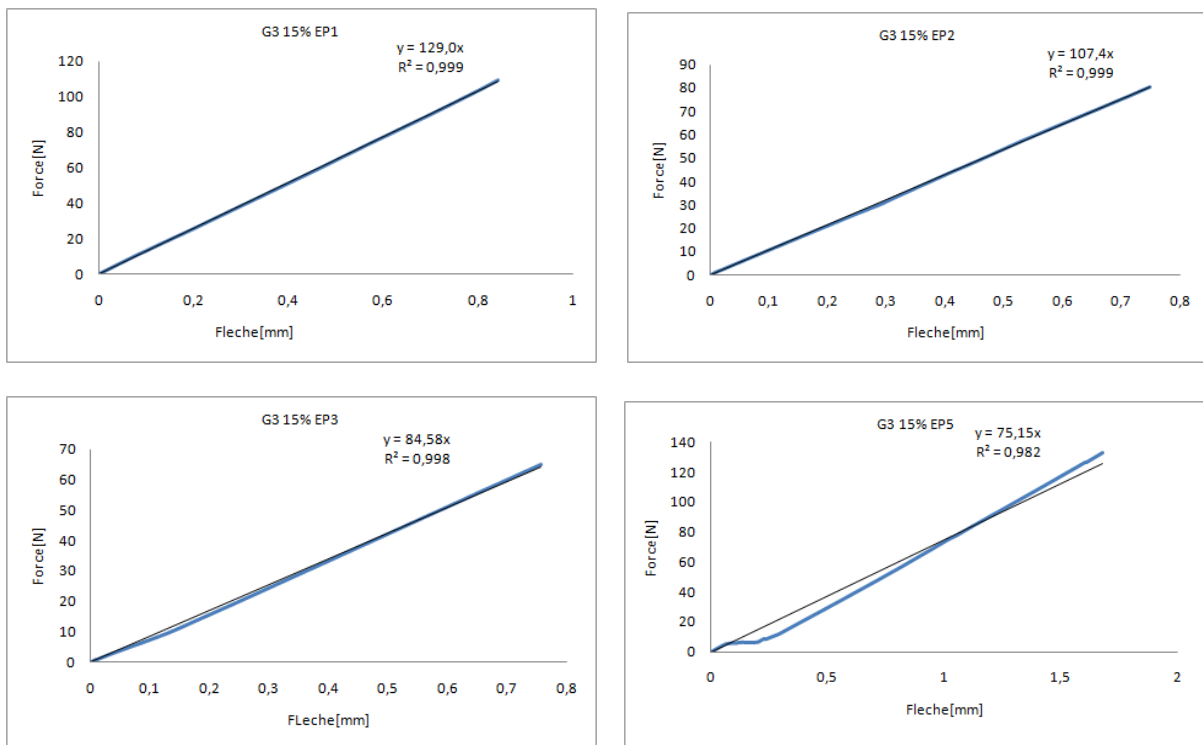 G3 15% EP1
y = 129,0x
R² = 0,999
120
100
80
60
40
20
0
Force[N]
0 0,2 0,4 0,6 0,8 1
Fleche[mm]
G3 15% EP2
y = 107,4x
R² = 0,999
90
80
70
60
50
40
30
20
10
0
Force[N]
0 0,1 0,2 0,3 0,4 0,5 0,6 0,7 0,8
Fleche[mm]
G3 15% EP3
y = 84,58x
R² = 0,998
70
60
50
40
30
20
10
0
Force[N]
0 0,1 0,2 0,3 0,4 0,5 0,6 0,7 0,8
FLeche[mm]
G3 15% EP5
y = 75,15x
R² = 0,982
140
120
100
80
60
40
20
0
Force[N]
0 0,5 1 1,5 2
Fleche[mm]